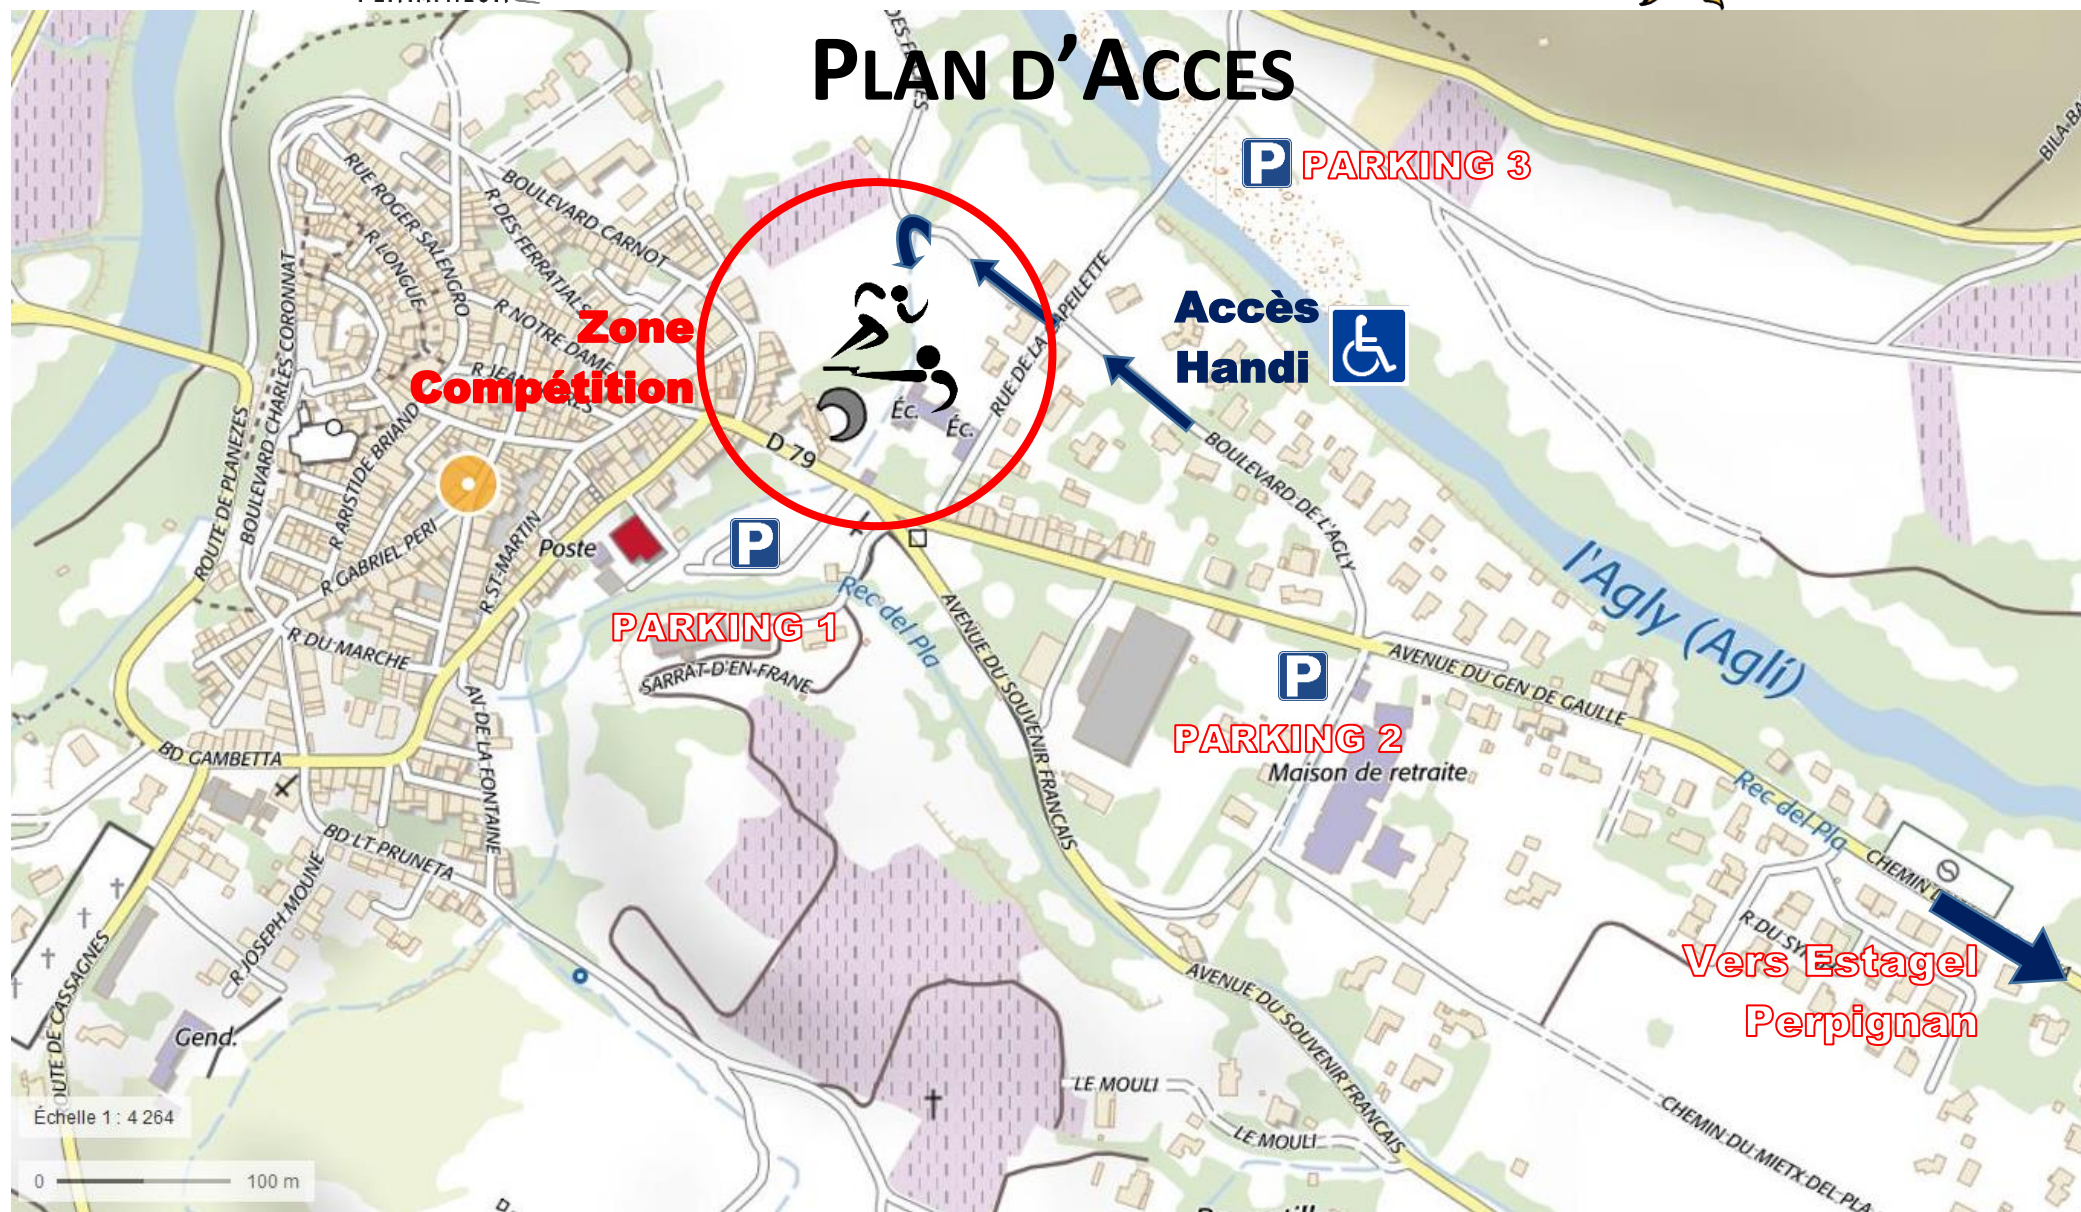 PLAN D'ACCES
P PARKING 3
BILA-BA
RUE ROGER SALENGRO
BOULEVARD CARNOT
R DES FERRATJALS
R LONGUE
R NOTRE DAME
BOULEVARD CHARLES CORONNAT
Zone
Compétition
Accès
Handi
RUE DE LA
APEILETTE
Éc.
Éc.
D 79
R ARISTIDE BRIAND
R GABRIEL PERI
R ST-MARTIN
ROUTE DE PLANEZES
BOULEVARD DE L'AGLY
Poste
P
PARKING 1
Rec del Pla
l'Agly (Aglí)
R DU MARCHE
SARRAT-D'EN-FRANE
AVENUE DU SOUVENIR FRANCAIS
AVENUE DU GEN DE GAULLE
P
PARKING 2
Maison de retraite
AV DE LA FONTAINE
BD GAMBETTA
Rec del Pla
CHEMIN
BD LT PRUNETA
R JOSEPH MOUNE
R DU SY
Vers Estagel
Perpignan
ROUTE DE CASSAGNES
Gend.
AVENUE DU SOUVENIR FRANCAIS
LE MOULI
LE MOULI
CHEMIN DU MIETX DEL PLA
Échelle 1 : 4 264
0 100 m